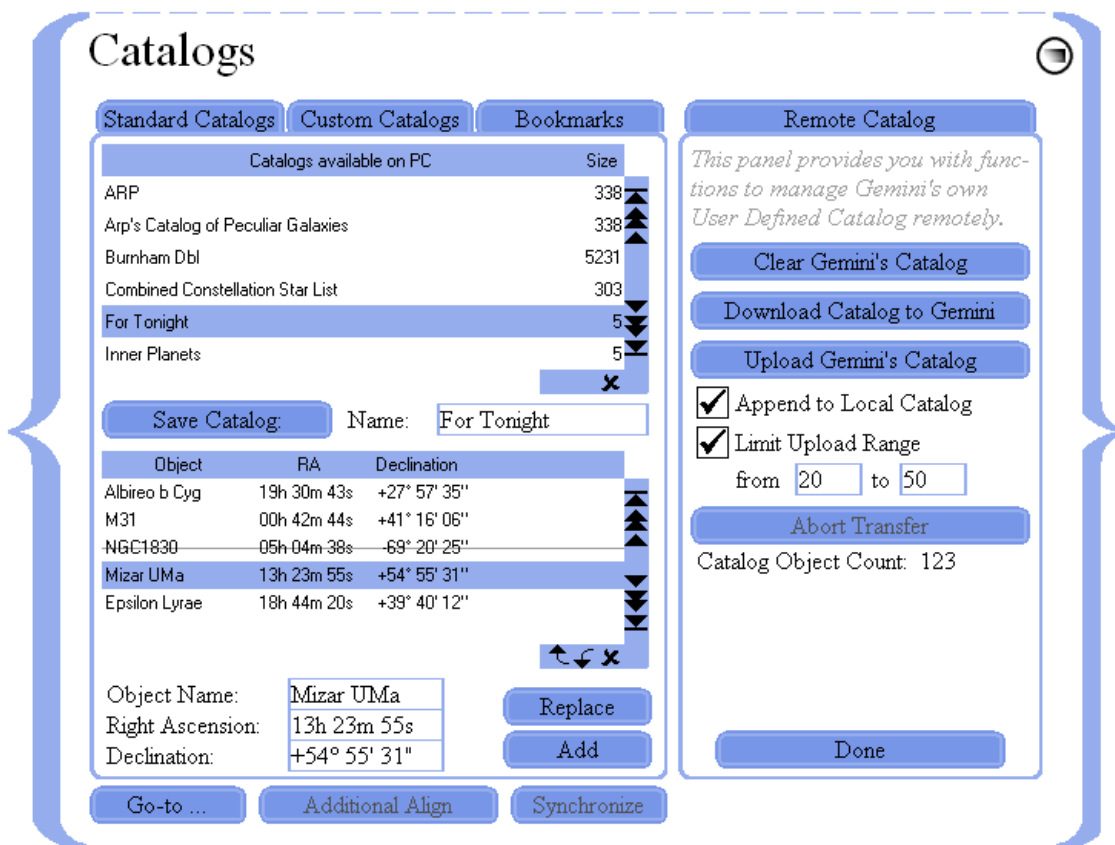 Catalogs
Standard Catalogs Custom Catalogs Bookmarks
Catalogs available on PC Size
ARP 338
Arp's Catalog of Peculiar Galaxies 338
Burnham Dbl 5231
Combined Constellation Star List 303
For Tonight 5
Inner Planets 5
Save Catalog: Name: For Tonight
Object RA Declination
Albireo b Cyg 19h 30m 43s +27° 57' 35"
M31 00h 42m 44s +41° 16' 06"
NGC1830 05h 04m 38s -69° 20' 25"
Mizar UMa 13h 23m 55s +54° 55' 31"
Epsilon Lyrae 18h 44m 20s +39° 40' 12"
Object Name: Mizar UMa
Right Ascension: 13h 23m 55s
Declination: +54° 55' 31"
Replace
Add
Go-to ... Additional Align Synchronize
Remote Catalog
This panel provides you with func-
tions to manage Gemini's own
User Defined Catalog remotely.
Clear Gemini's Catalog
Download Catalog to Gemini
Upload Gemini's Catalog
Append to Local Catalog
Limit Upload Range
from 20 to 50
Abort Transfer
Catalog Object Count: 123
Done